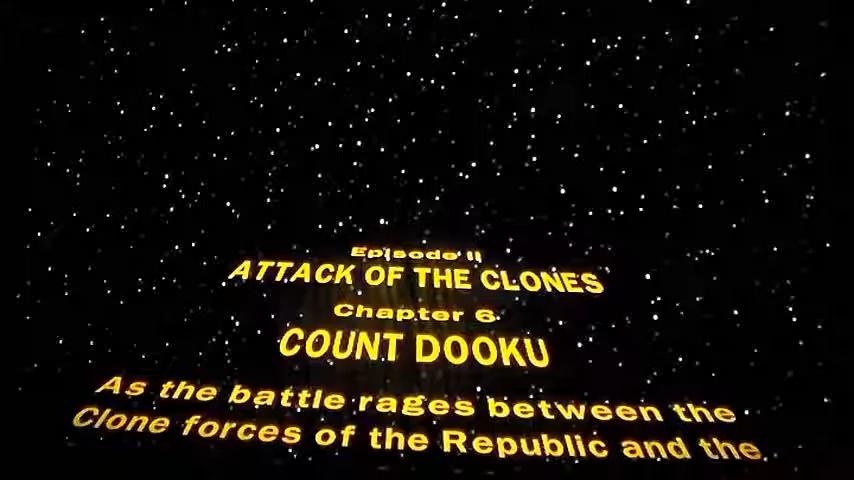 Episode II
ATTACK OF THE CLONES
Chapter 6
COUNT DOOKU
As the battle rages between the
Clone forces of the Republic and the